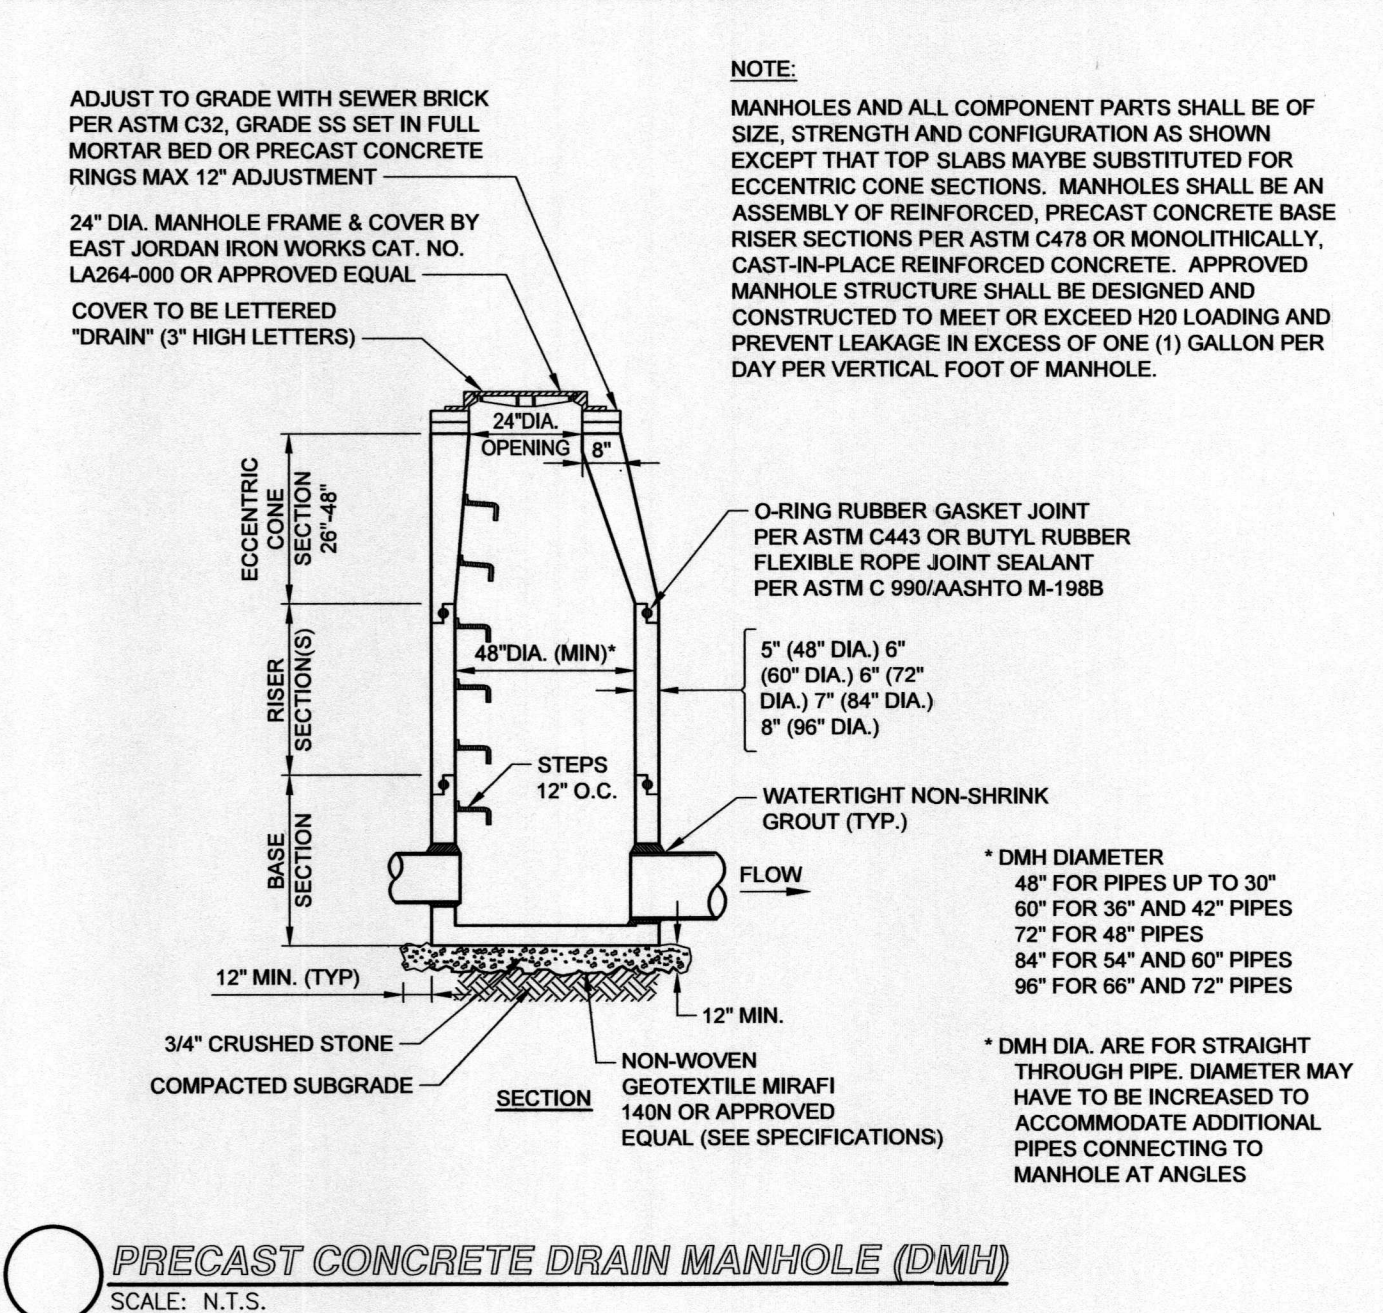 NOTE:
MANHOLES AND ALL COMPONENT PARTS SHALL BE OF
SIZE, STRENGTH AND CONFIGURATION AS SHOWN
EXCEPT THAT TOP SLABS MAYBE SUBSTITUTED FOR
ECCENTRIC CONE SECTIONS. MANHOLES SHALL BE AN
ASSEMBLY OF REINFORCED, PRECAST CONCRETE BASE
RISER SECTIONS PER ASTM C478 OR MONOLITHICALLY,
CAST-IN-PLACE REINFORCED CONCRETE. APPROVED
MANHOLE STRUCTURE SHALL BE DESIGNED AND
CONSTRUCTED TO MEET OR EXCEED H20 LOADING AND
PREVENT LEAKAGE IN EXCESS OF ONE (1) GALLON PER
DAY PER VERTICAL FOOT OF MANHOLE.
ADJUST TO GRADE WITH SEWER BRICK
PER ASTM C32, GRADE SS SET IN FULL
MORTAR BED OR PRECAST CONCRETE
RINGS MAX 12" ADJUSTMENT
24" DIA. MANHOLE FRAME & COVER BY
EAST JORDAN IRON WORKS CAT. NO.
LA264-000 OR APPROVED EQUAL
COVER TO BE LETTERED
"DRAIN" (3" HIGH LETTERS)
24"DIA.
OPENING
8"
ECCENTRIC
CONE
SECTION
26"-48"
O-RING RUBBER GASKET JOINT
PER ASTM C443 OR BUTYL RUBBER
FLEXIBLE ROPE JOINT SEALANT
PER ASTM C 990/AASHTO M-198B
RISER
SECTION(S)
48"DIA. (MIN)*
5" (48" DIA.) 6"
(60" DIA.) 6" (72"
DIA.) 7" (84" DIA.)
8" (96" DIA.)
STEPS
12" O.C.
WATERTIGHT NON-SHRINK
GROUT (TYP.)
BASE
SECTION
FLOW
* DMH DIAMETER
48" FOR PIPES UP TO 30"
60" FOR 36" AND 42" PIPES
72" FOR 48" PIPES
84" FOR 54" AND 60" PIPES
96" FOR 66" AND 72" PIPES
12" MIN. (TYP)
12" MIN.
3/4" CRUSHED STONE
COMPACTED SUBGRADE
SECTION
NON-WOVEN
GEOTEXTILE MIRAFI
140N OR APPROVED
EQUAL (SEE SPECIFICATIONS)
* DMH DIA. ARE FOR STRAIGHT
THROUGH PIPE. DIAMETER MAY
HAVE TO BE INCREASED TO
ACCOMMODATE ADDITIONAL
PIPES CONNECTING TO
MANHOLE AT ANGLES
PRECAST CONCRETE DRAIN MANHOLE (DMH)
SCALE: N.T.S.